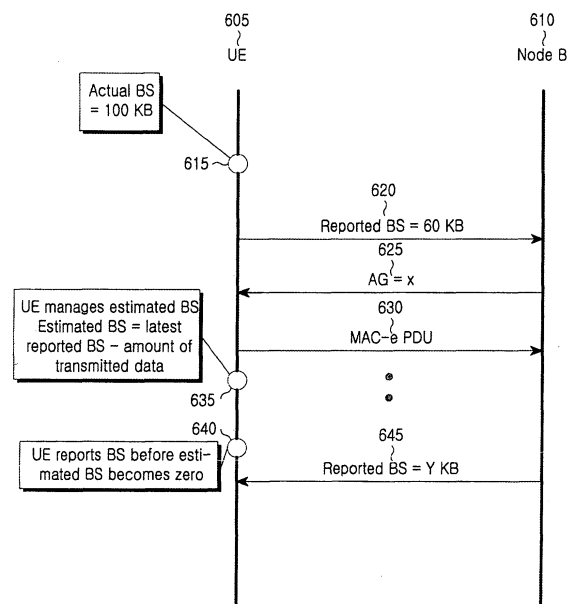 605
UE
610
Node B
Actual BS
= 100 KB
615
620
Reported BS = 60 KB
625
AG = x
UE manages estimated BS
Estimated BS = latest
reported BS - amount of
transmitted data
630
MAC-e PDU
635
640
UE reports BS before esti-
mated BS becomes zero
645
Reported BS = Y KB